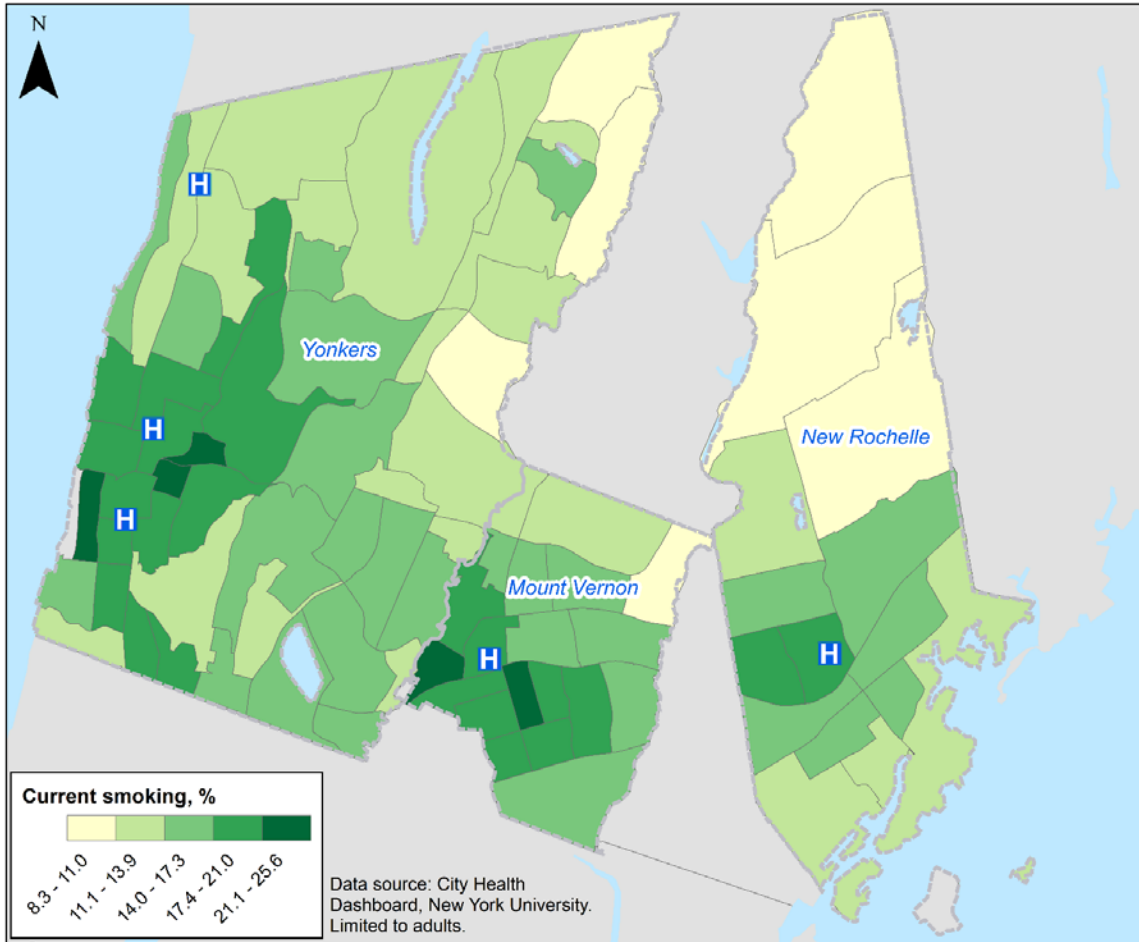 N
H
Yonkers
H
New Rochelle
H
Mount Vernon
H
H
Current smoking, %
8.3 - 11.0
11.1 - 13.9
14.0 - 17.3
17.4 - 21.0
21.1 - 25.6
Data source: City Health
Dashboard, New York University.
Limited to adults.